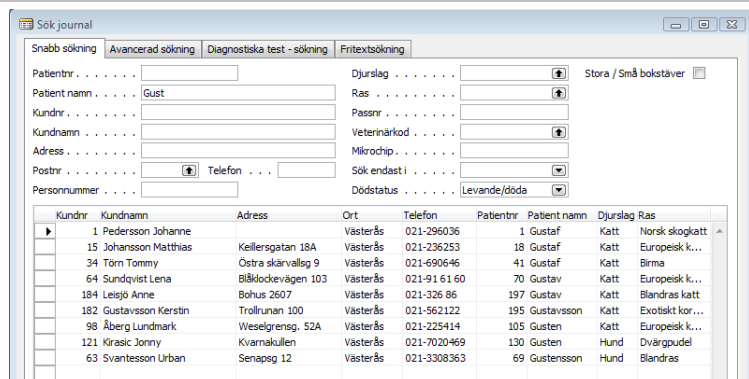 Sök journal
Snabb sökning Avancerad sökning Diagnostiska test - sökning Fritextsökning
Patientnr . . . . . . . Djurslag . . . . . . . Stora / Små bokstäver
Patient namn . . . . . Gust Ras . . . . . . . . .
Kundnr . . . . . . . . Passnr . . . . . . . .
Kundnamn . . . . . . Veterinärkod . . . . .
Adress . . . . . . . . Mikrochip . . . . . . .
Postnr . . . . . . . . Telefon . . . Sök endast i . . . . .
Personnummer . . . . Dödstatus . . . . . . Levande/döda
Kundnr Kundnamn Adress Ort Telefon Patientnr Patient namn Djurslag Ras
1 Pedersson Johanne Västerås 021-296036 1 Gustaf Katt Norsk skogkatt
15 Johansson Matthias Keillersgatan 18A Västerås 021-236253 18 Gustaf Katt Europeisk k...
34 Törn Tommy Östra skärvallsg 9 Västerås 021-690646 41 Gustaf Katt Birma
64 Sundqvist Lena Blåklockevägen 103 Västerås 021-91 61 60 70 Gustav Katt Europeisk k...
184 Leisjö Anne Bohus 2607 Västerås 021-326 86 197 Gustav Katt Blandras katt
182 Gustavsson Kerstin Trollrunan 100 Västerås 021-562122 195 Gustavsson Katt Exotiskt kor...
98 Åberg Lundmark Weselgrensg. 52A Västerås 021-225414 105 Gusten Katt Europeisk k...
121 Kirasic Jonny Kvarnakullen Västerås 021-7020469 130 Gusten Hund Dvärgpudel
63 Svantesson Urban Senapsg 12 Västerås 021-3308363 69 Gustensson Hund Blandras